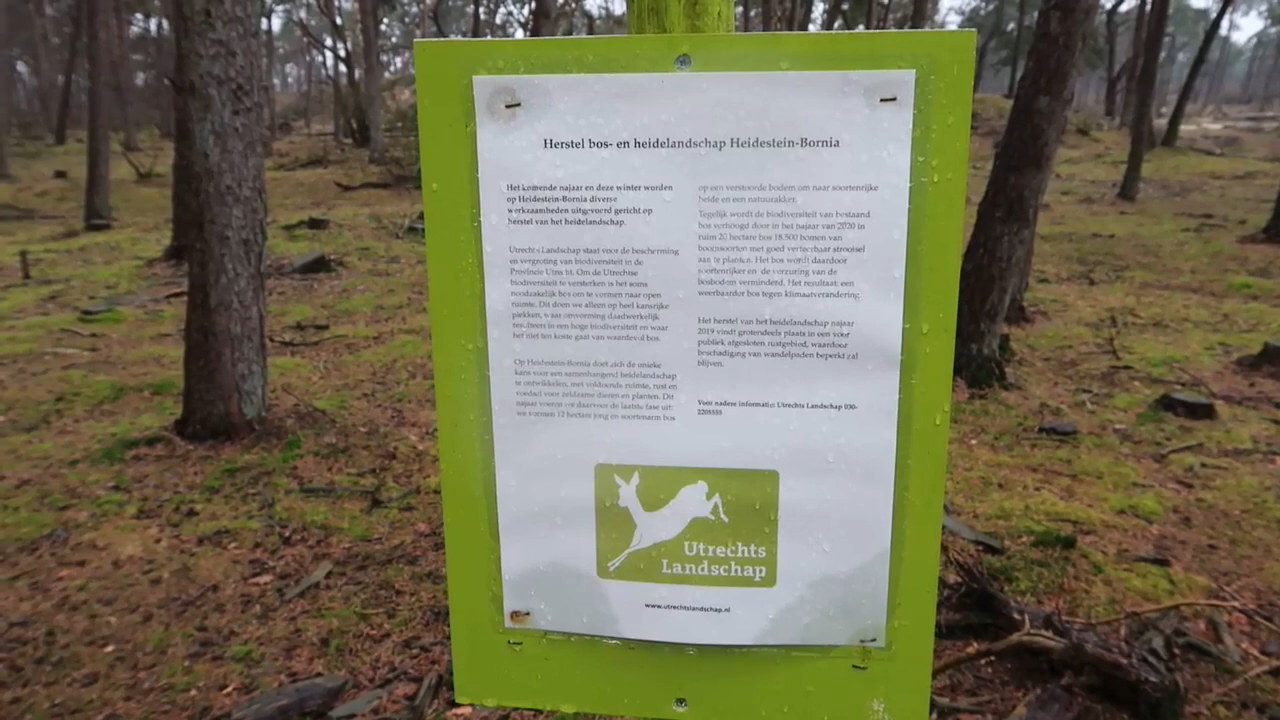 Herstel bos- en heidelandschap Heidestein-Bornia
Het komende najaar en deze winter worden
op Heidestein-Bornia diverse
werkzaamheden uitgevoerd gericht op
herstel van het heidelandschap.
Utrechts Landschap staat voor de bescherming
en vergroting van biodiversiteit in de
Provincie Utrecht. Om de Utrechtse
biodiversiteit te versterken is het soms
noodzakelijk bos om te vormen naar open
ruimte. Dit doen we alleen op heel kansrijke
plekken, waar omvorming daadwerkelijk
resulteert in een hoge biodiversiteit en waar
het niet ten koste gaat van waardevol bos.
Op Heidestein-Bornia doet zich de unieke
kans voor een samenhangend heidelandschap
te ontwikkelen, met voldoende ruimte, rust en
voedsel voor zeldzame dieren en planten. Dit
najaar voeren we daarvoor de laatste fase uit:
we vormen 12 hectare jong en soortenarm bos
op een verstoorde bodem om naar soortenrijke
heide en een natuurakker.
Tegelijk wordt de biodiversiteit van bestaand
bos verhoogd door in het najaar van 2020 in
ruim 20 hectare bos 18.500 bomen van
boomsoorten met goed verteerbaar strooisel
aan te planten. Het bos wordt daardoor
soortenrijker en de verzuring van de
bosbodem verminderd. Het resultaat: een
weerbaarder bos tegen klimaatverandering.
Het herstel van het heidelandschap najaar
2019 vindt grotendeels plaats in een voor
publiek afgesloten rustgebied, waardoor
beschadiging van wandelpaden beperkt zal
blijven.
Voor nadere informatie: Utrechts Landschap 030-
2205555
Utrechts
Landschap
www.utrechtslandschap.nl